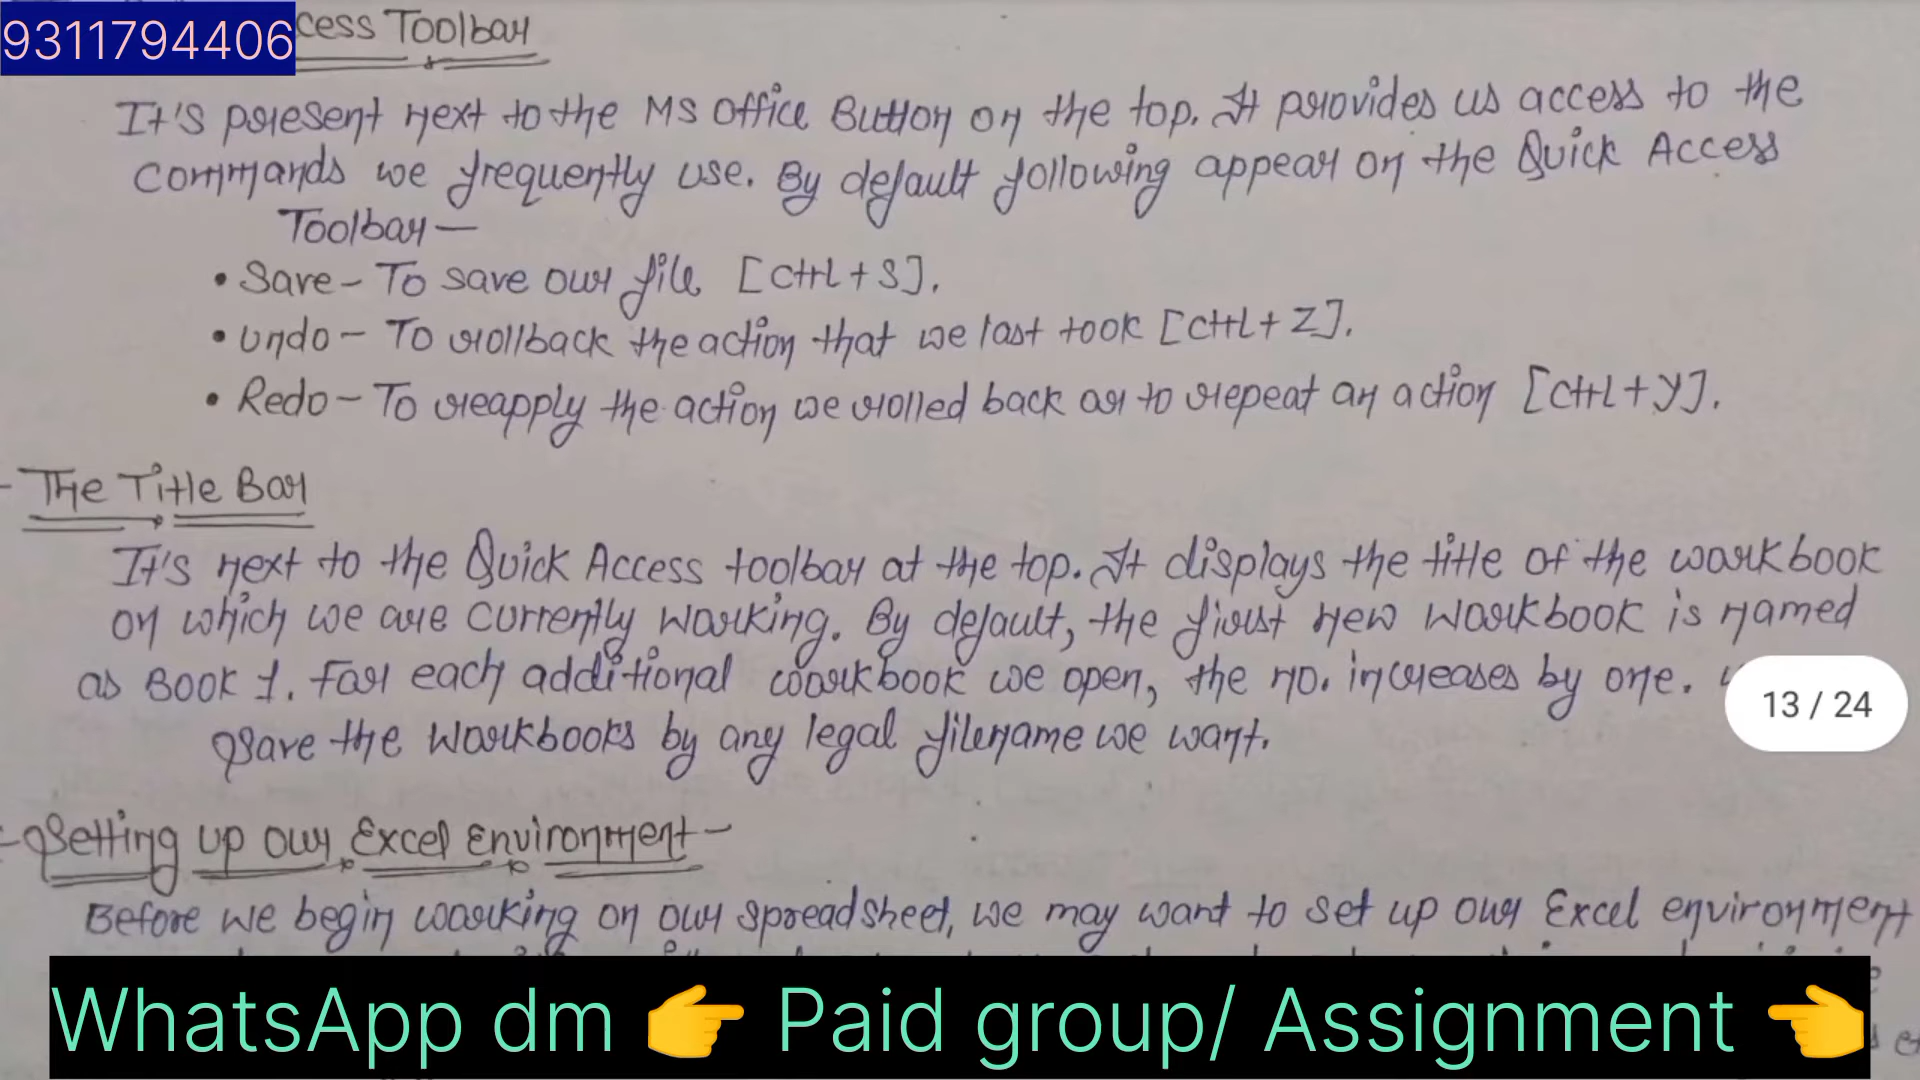 9311794406
cess Toolbar
It's present next to the MS Office Button on the top. It provides us access to the
commands we frequently use. By default following appear on the Quick Access
Toolbar—
• Save – To save our file [Ctrl + S].
• Undo – To rollback the action that we last took [Ctrl + Z].
• Redo – To reapply the action we rolled back or to repeat an action [Ctrl + Y].
- The Title Bar
It's next to the Quick Access toolbar at the top. It displays the title of the workbook
on which we are currently working. By default, the first new workbook is named
as Book 1. For each additional workbook we open, the no. increases by one.
13 / 24
Save the workbooks by any legal filename we want.
- Setting up our Excel Environment –
Before we begin working on our spreadsheet, we may want to set up our Excel environment
WhatsApp dm 👉 Paid group/ Assignment 👈